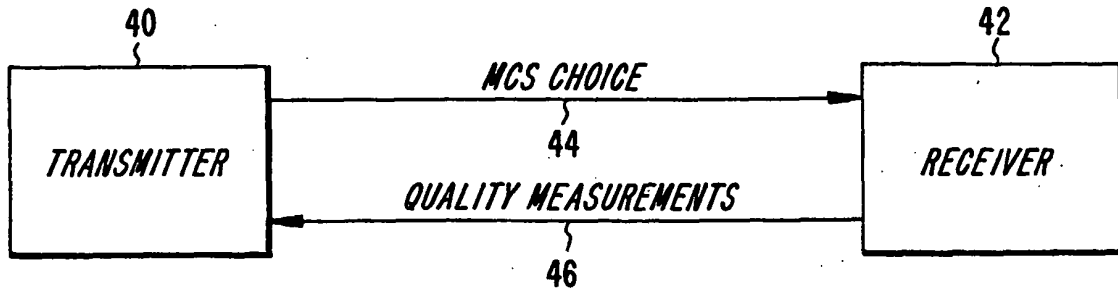 40
42
MCS CHOICE
44
TRANSMITTER
RECEIVER
QUALITY MEASUREMENTS
46